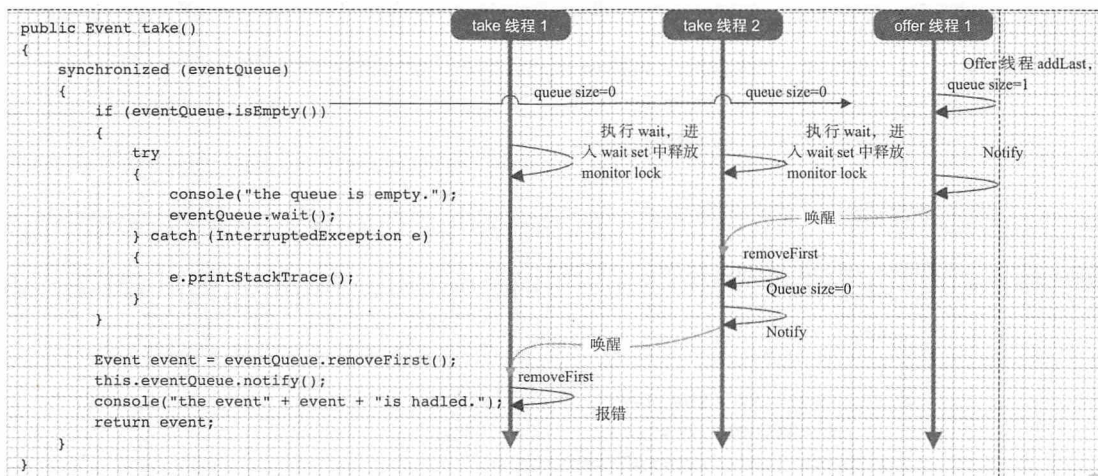 public Event take()
{
synchronized (eventQueue)
{
if (eventQueue.isEmpty())
{
try
{
console("the queue is empty.");
eventQueue.wait();
} catch (InterruptedException e)
{
e.printStackTrace();
}
}
Event event = eventQueue.removeFirst();
this.eventQueue.notify();
console("the event" + event + "is hadled.");
return event;
}
}
take 线程 1
take 线程 2
offer 线程 1
queue size=0
queue size=0
Offer 线程 addLast,
queue size=1
执行 wait，进
入 wait set 中释放
monitor lock
执行 wait，进
入 wait set 中释放
monitor lock
Notify
唤醒
removeFirst
Queue size=0
Notify
唤醒
removeFirst
报错